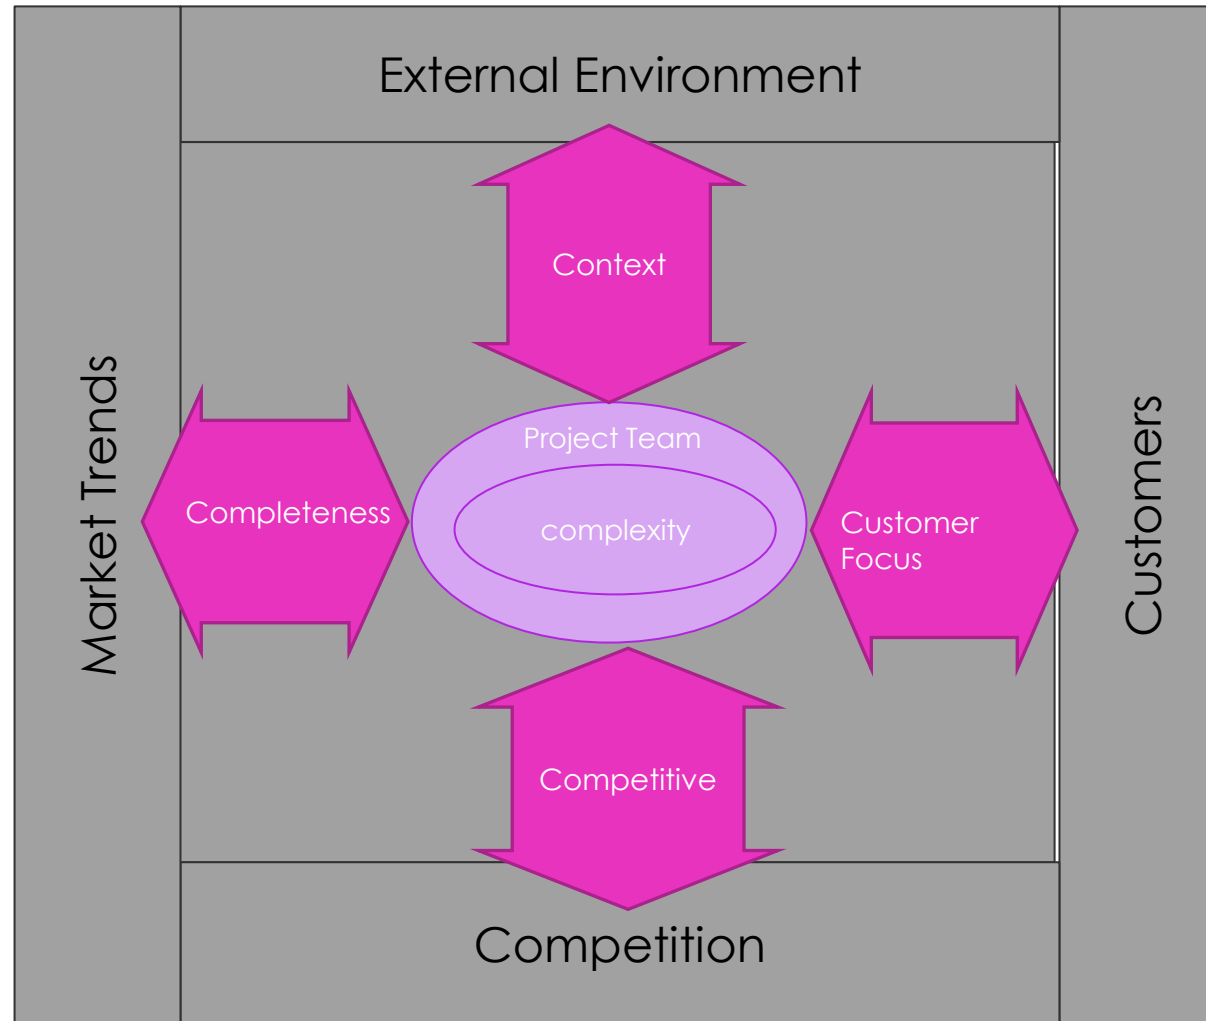 External Environment
Context
Market Trends
Completeness
Project Team
complexity
Customer
Focus
Customers
Competitive
Competition